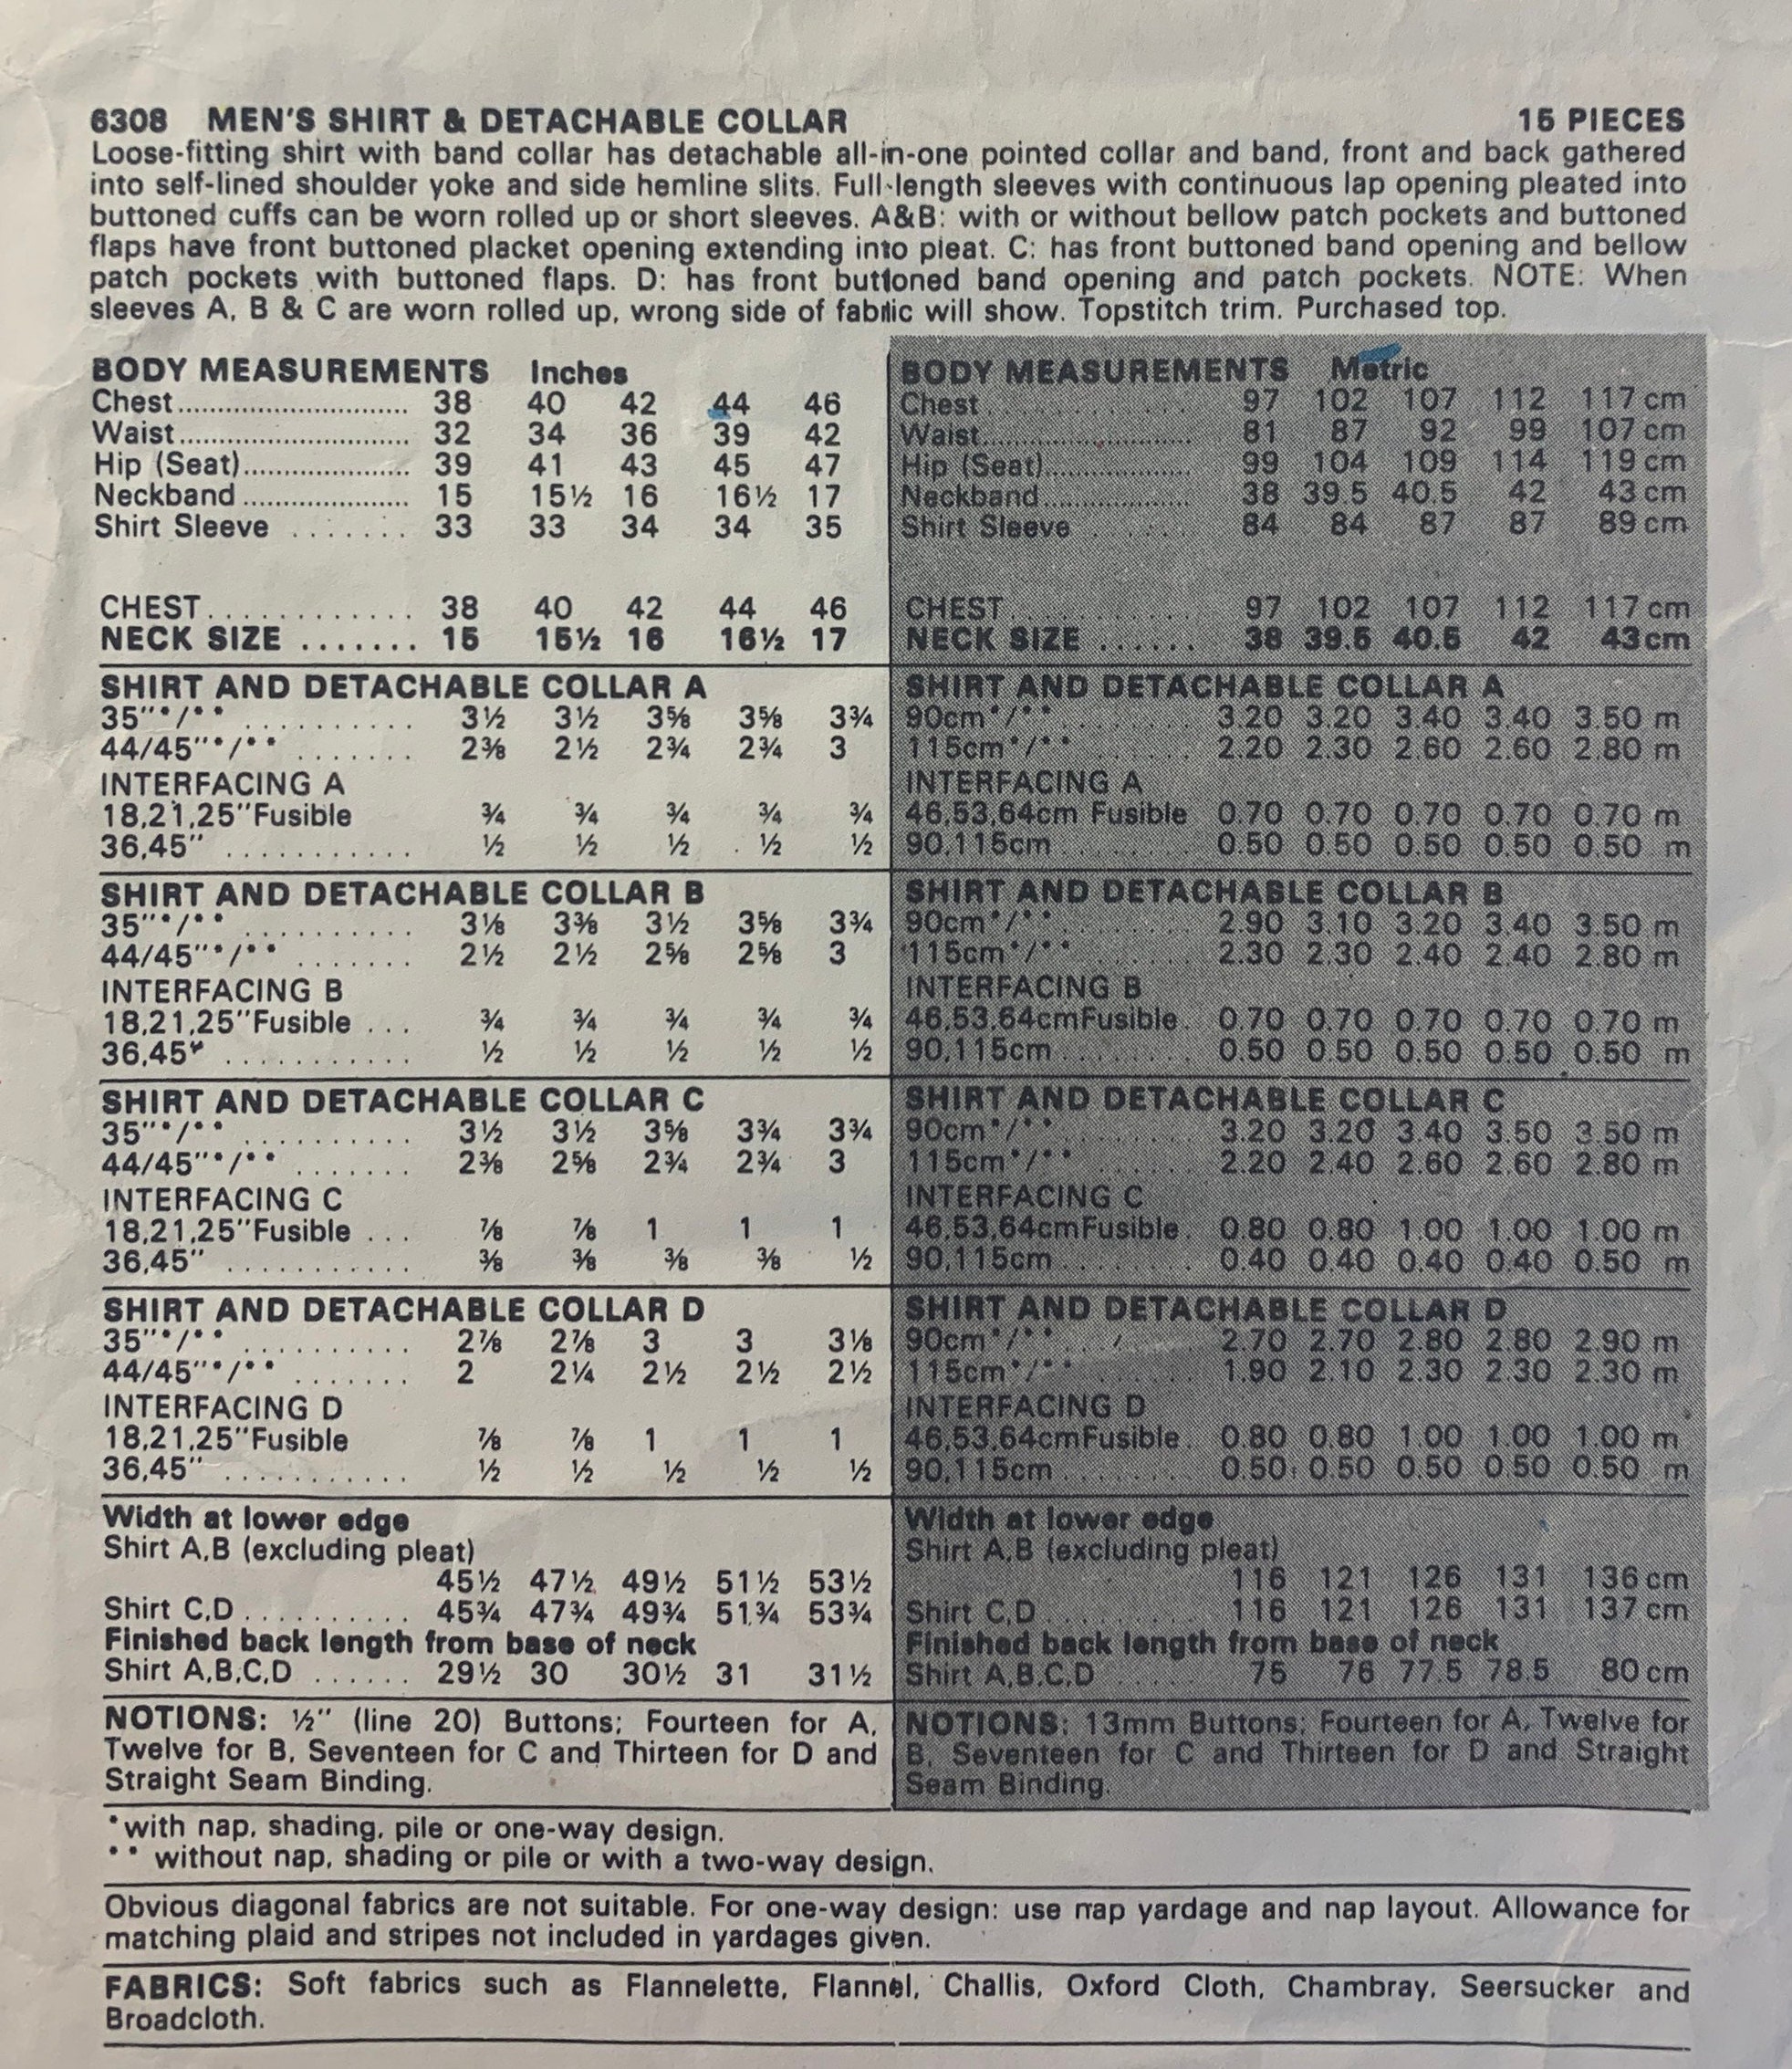 6308 MEN'S SHIRT & DETACHABLE COLLAR 15 PIECES
Loose-fitting shirt with band collar has detachable all-in-one pointed collar and band, front and back gathered
into self-lined shoulder yoke and side hemline slits. Full-length sleeves with continuous lap opening pleated into
buttoned cuffs can be worn rolled up or short sleeves. A&B: with or without bellow patch pockets and buttoned
flaps have front buttoned placket opening extending into pleat. C: has front buttoned band opening and bellow
patch pockets with buttoned flaps. D: has front buttoned band opening and patch pockets. NOTE: When
sleeves A, B & C are worn rolled up, wrong side of fabric will show. Topstitch trim. Purchased top.
BODY MEASUREMENTS Inches
Chest.............................. 38 40 42 44 46
Waist.............................. 32 34 36 39 42
Hip (Seat)..................... 39 41 43 45 47
Neckband ..................... 15 15½ 16 16½ 17
Shirt Sleeve ....... 33 33 34 34 35
CHEST............. 38 40 42 44 46
NECK SIZE ....... 15 15½ 16 16½ 17
SHIRT AND DETACHABLE COLLAR A
35"*/** .......... 3½ 3½ 3⅝ 3⅝ 3¾
44/45"*/** ....... 2⅜ 2½ 2¾ 2¾ 3
INTERFACING A
18,21,25"Fusible ¾ ¾ ¾ ¾ ¾
36,45" ........... ½ ½ ½ ½ ½
SHIRT AND DETACHABLE COLLAR B
35"*/** .......... 3⅛ 3⅜ 3½ 3⅝ 3¾
44/45"*/** ....... 2½ 2½ 2⅝ 2⅝ 3
INTERFACING B
18,21,25"Fusible ... ¾ ¾ ¾ ¾ ¾
36,45" ........... ½ ½ ½ ½ ½
SHIRT AND DETACHABLE COLLAR C
35"*/** .......... 3½ 3½ 3⅝ 3¾ 3¾
44/45"*/** ....... 2⅜ 2⅝ 2¾ 2¾ 3
INTERFACING C
18,21,25"Fusible ... ⅞ ⅞ 1 1 1
36,45" ........... ⅜ ⅜ ⅜ ⅜ ½
SHIRT AND DETACHABLE COLLAR D
35"*/** .......... 2⅞ 2⅞ 3 3 3⅛
44/45"*/** ....... 2 2¼ 2½ 2½ 2½
INTERFACING D
18,21,25"Fusible ⅞ ⅞ 1 1 1
36,45" ........... ½ ½ ½ ½ ½
Width at lower edge
Shirt A,B (excluding pleat)
45½ 47½ 49½ 51½ 53½
Shirt C,D.......... 45¾ 47¾ 49¾ 51¾ 53¾
Finished back length from base of neck
Shirt A,B,C,D ...... 29½ 30 30½ 31 31½
NOTIONS: ½" (line 20) Buttons; Fourteen for A,
Twelve for B, Seventeen for C and Thirteen for D and
Straight Seam Binding.
BODY MEASUREMENTS Metric
Chest .............. 97 102 107 112 117 cm
Waist....................... 81 87 92 99 107 cm
Hip (Seat)................ 99 104 109 114 119 cm
Neckband................ 38 39.5 40.5 42 43 cm
Shirt Sleeve ....... 84 84 87 87 89 cm
CHEST............ 97 102 107 112 117 cm
NECK SIZE ...... 38 39.5 40.5 42 43 cm
SHIRT AND DETACHABLE COLLAR A
90cm*/** ........ 3.20 3.20 3.40 3.40 3.50 m
115cm*/** ....... 2.20 2.30 2.60 2.60 2.80 m
INTERFACING A
46,53,64cm Fusible 0.70 0.70 0.70 0.70 0.70 m
90,115cm ........ 0.50 0.50 0.50 0.50 0.50 m
SHIRT AND DETACHABLE COLLAR B
90cm*/** ........ 2.90 3.10 3.20 3.40 3.50 m
115cm*/** ....... 2.30 2.30 2.40 2.40 2.80 m
INTERFACING B
46,53,64cmFusible. 0.70 0.70 0.70 0.70 0.70 m
90,115cm........ 0.50 0.50 0.50 0.50 0.50 m
SHIRT AND DETACHABLE COLLAR C
90cm*/** ........ 3.20 3.20 3.40 3.50 3.50 m
115cm*/** ....... 2.20 2.40 2.60 2.60 2.80 m
INTERFACING C
46,53,64cmFusible. 0.80 0.80 1.00 1.00 1.00 m
90,115cm........ 0.40 0.40 0.40 0.40 0.50 m
SHIRT AND DETACHABLE COLLAR D
90cm*/** ........ 2.70 2.70 2.80 2.80 2.90 m
115cm*/** ....... 1.90 2.10 2.30 2.30 2.30 m
INTERFACING D
46,53,64cmFusible. 0.80 0.80 1.00 1.00 1.00 m
90,115cm........ 0.50 0.50 0.50 0.50 0.50 m
Width at lower edge
Shirt A,B (excluding pleat)
116 121 126 131 136 cm
Shirt C,D......... 116 121 126 131 137 cm
Finished back length from base of neck
Shirt A,B,C,D ..... 75 76 77.5 78.5 80 cm
NOTIONS: 13mm Buttons; Fourteen for A, Twelve for
B, Seventeen for C and Thirteen for D and Straight
Seam Binding.
*with nap, shading, pile or one-way design.
** without nap, shading or pile or with a two-way design.
Obvious diagonal fabrics are not suitable. For one-way design: use nap yardage and nap layout. Allowance for
matching plaid and stripes not included in yardages given.
FABRICS: Soft fabrics such as Flannelette, Flannel, Challis, Oxford Cloth, Chambray, Seersucker and
Broadcloth.